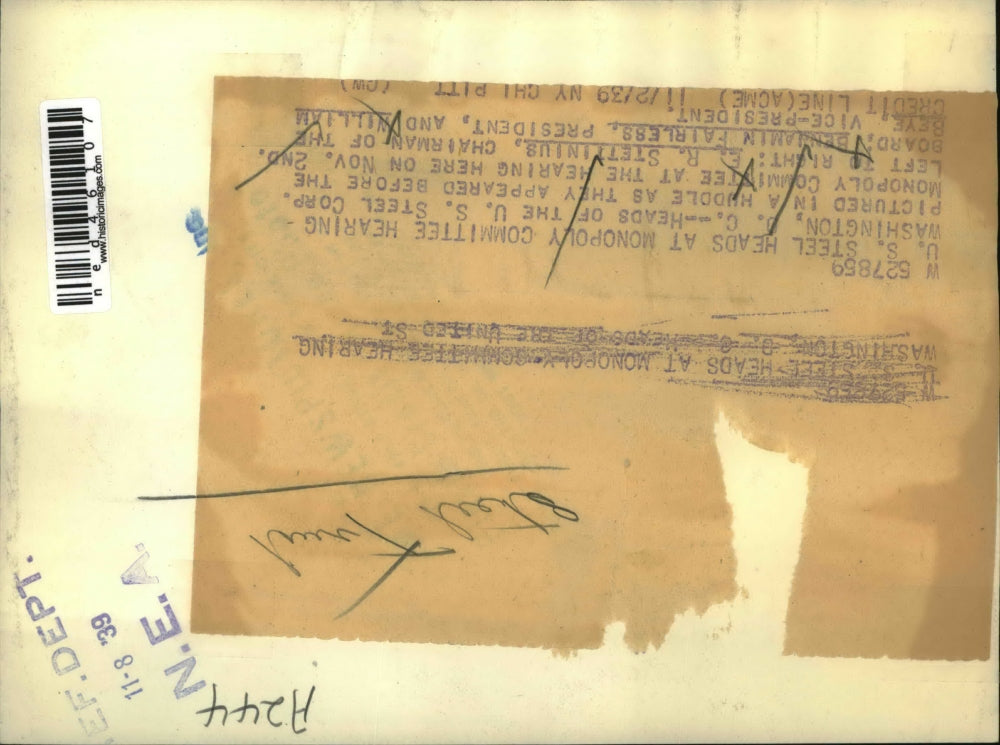 A244
Steel
U. S. STEEL HEADS AT MONOPOLY COMMITTEE HEARING
WASHINGTON, D. C. HEADS OF THE UNITED ST
W 527859
U. S. STEEL HEADS AT MONOPOLY COMMITTEE HEARING
WASHINGTON, D. C.--HEADS OF THE U. S. STEEL CORP.
PICTURED IN A HUDDLE AS THEY APPEARED BEFORE THE
MONOPOLY COMMITTEE AT THE HEARING HERE ON NOV. 2ND.
LEFT TO RIGHT: E. R. STETTINIUS, CHAIRMAN OF THE
BOARD; BENJAMIN FAIRLESS, PRESIDENT, AND WILLIAM
BEYE, VICE-PRESIDENT.
CREDIT LINE(ACME) 11/2/39 NY CHI PITT (CW)
EF. DEPT.
11-8 '39
N.E.A.
www.historicimages.com